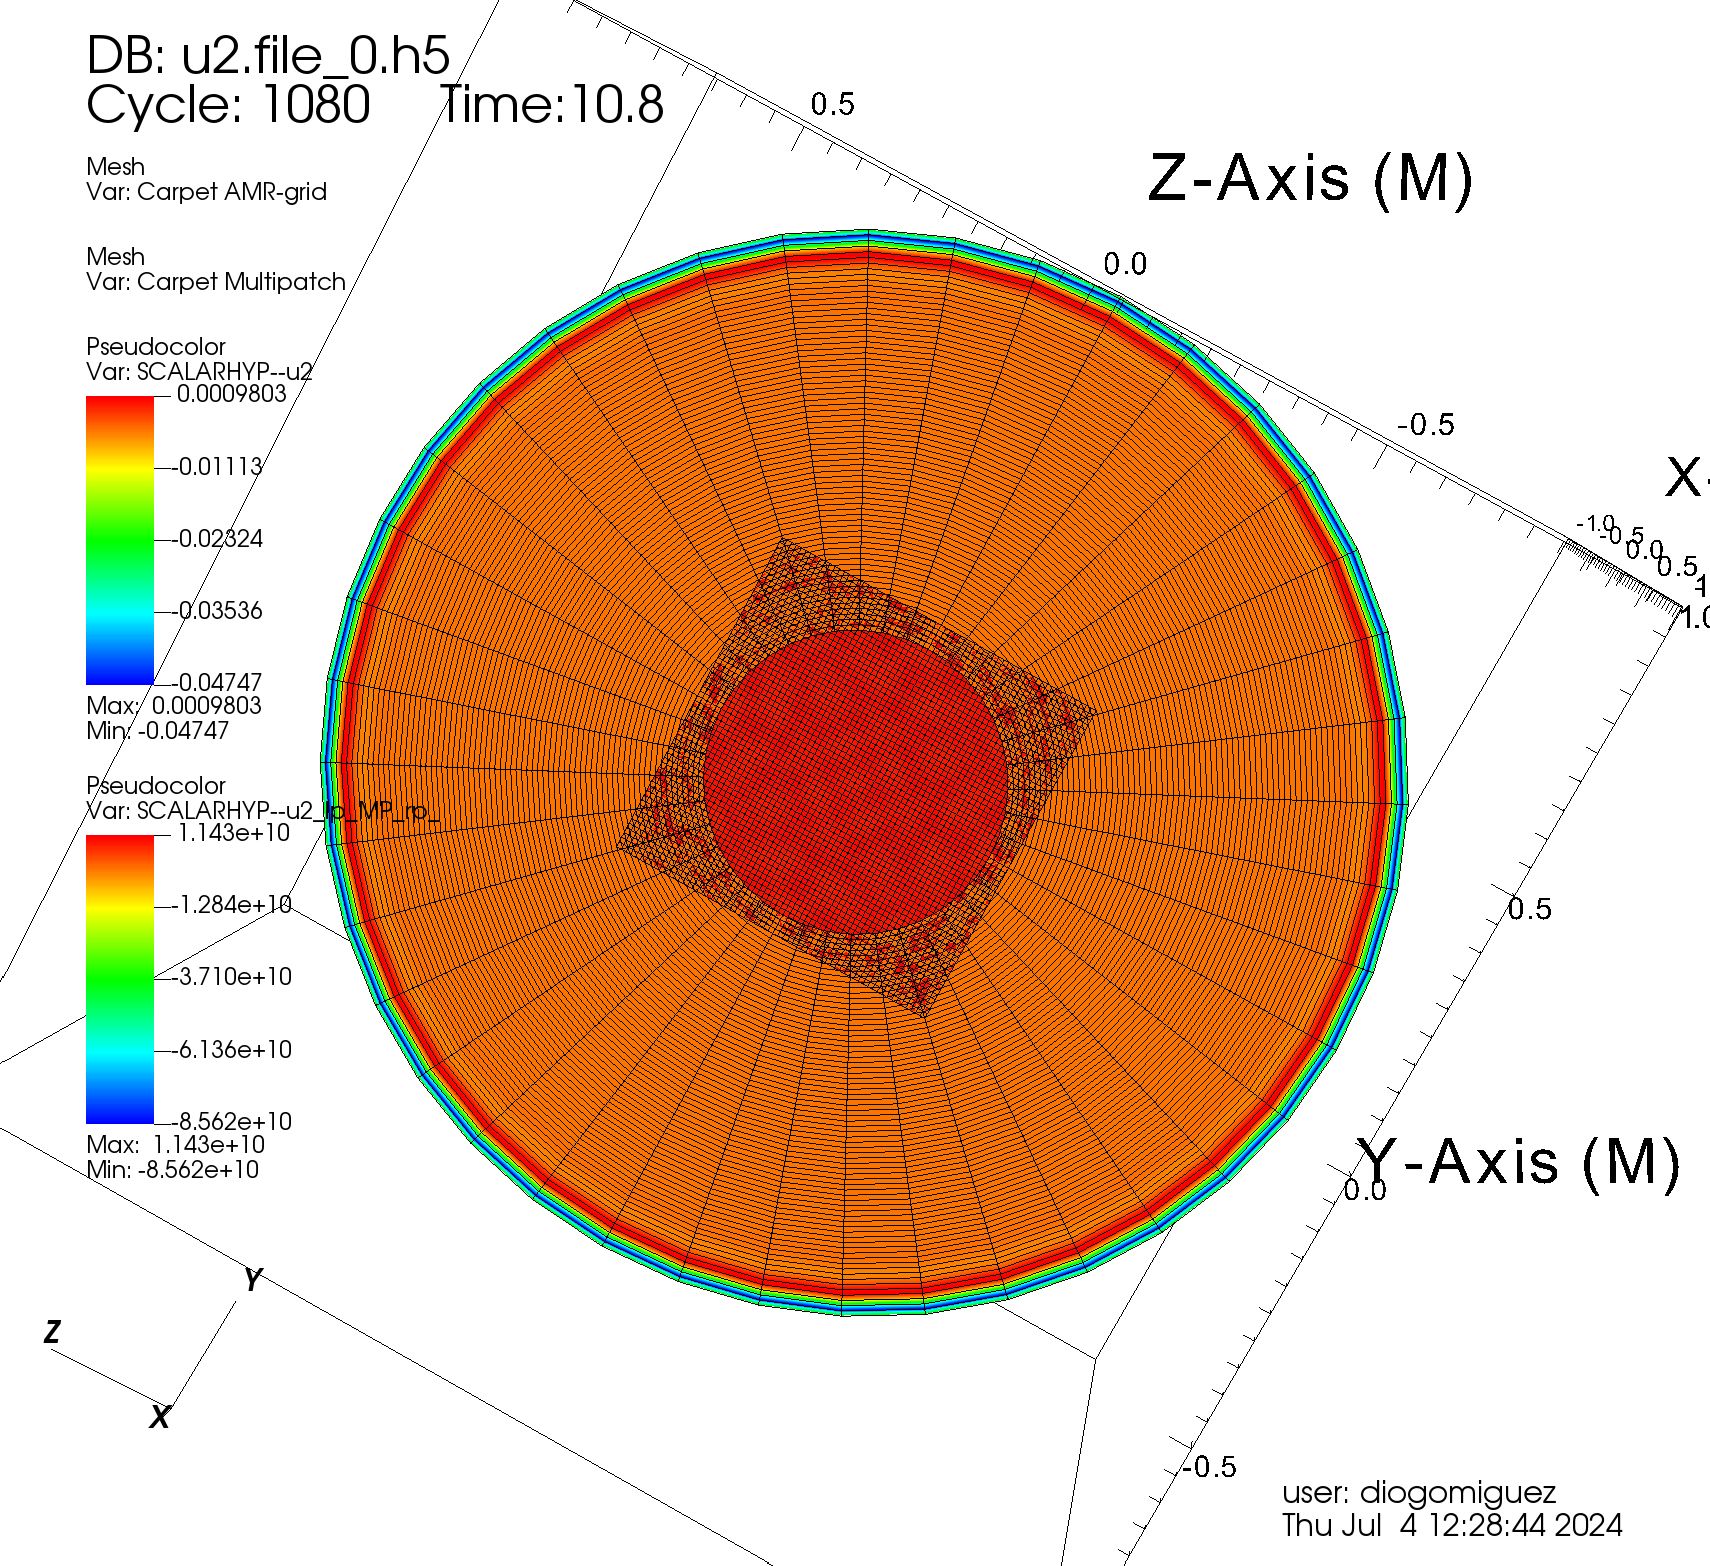 DB: u2.file_0.h5
Cycle: 1080 Time:10.8
Mesh
Var: Carpet AMR-grid
Mesh
Var: Carpet Multipatch
Pseudocolor
Var: SCALARHYP--u2
0.0009803
-0.01113
-0.02324
-0.03536
-0.04747
Max: 0.0009803
Min: -0.04747
Pseudocolor
Var: SCALARHYP--u2_lp_MP_rp_
1.143e+10
-1.284e+10
-3.710e+10
-6.136e+10
-8.562e+10
Max: 1.143e+10
Min: -8.562e+10
0.5
Z-Axis (M)
0.0
-0.5
X-
-1.0
-0.5
0.0
0.5
1.0
0.5
Y-Axis (M)
0.0
-0.5
Y
Z
X
user: diogomiguez
Thu Jul 4 12:28:44 2024